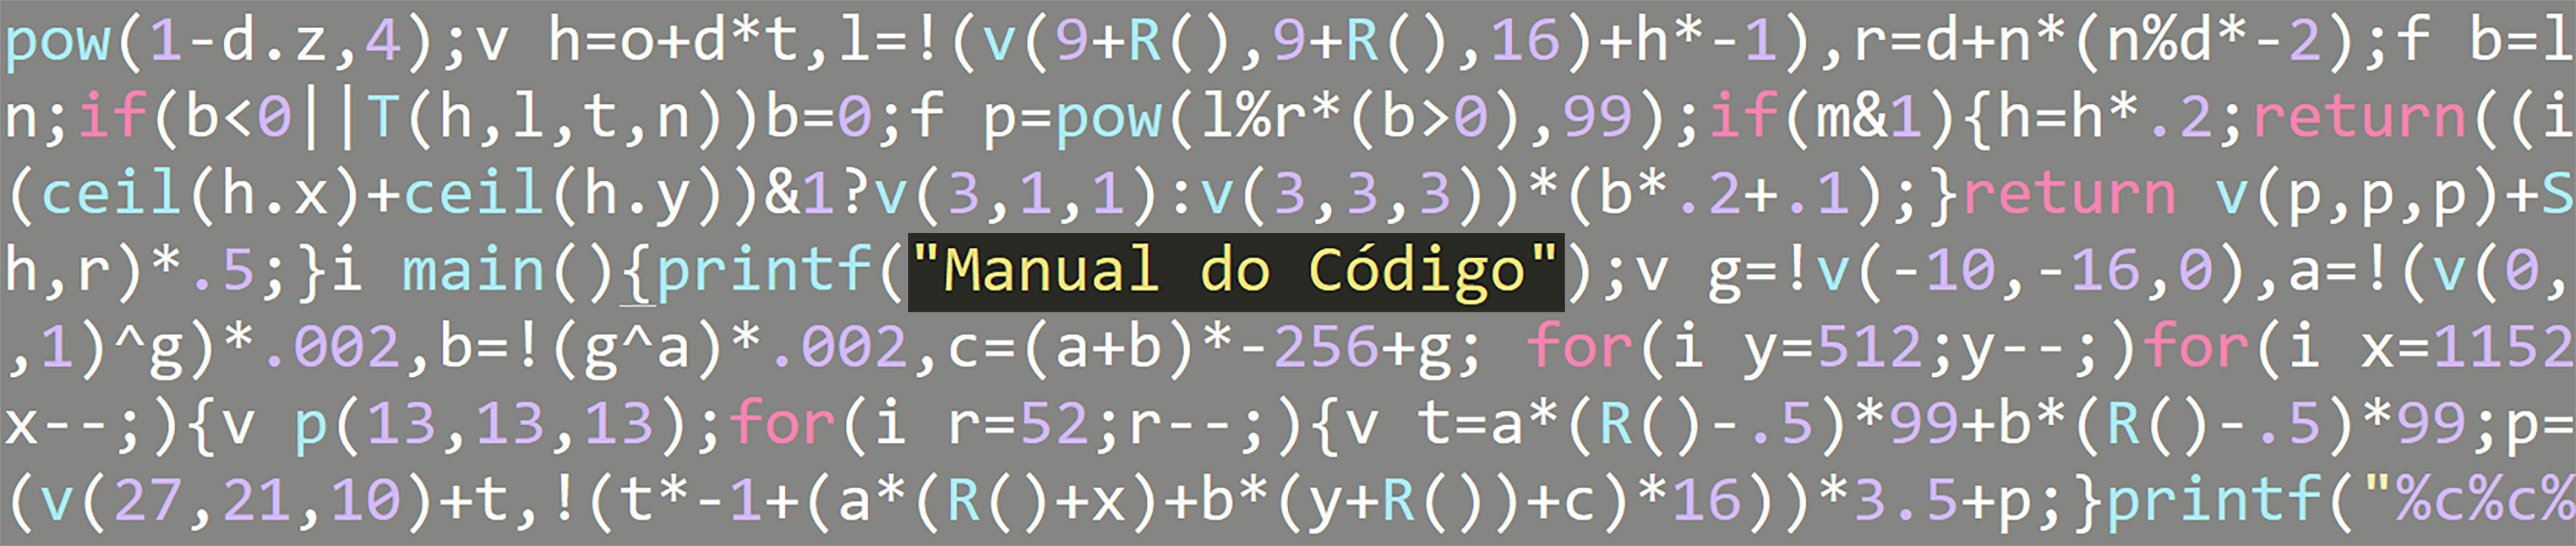 pow(1-d.z,4);v h=o+d*t,l=!(v(9+R(),9+R(),16)+h*-1),r=d+n*(n%d*-2);f b=l
n;if(b<0||T(h,l,t,n))b=0;f p=pow(l%r*(b>0),99);if(m&1){h=h*.2;return((i
(ceil(h.x)+ceil(h.y))&1?v(3,1,1):v(3,3,3))*(b*.2+.1);}return v(p,p,p)+S
h,r)*.5;}i main(){printf("Manual do Código");v g=!v(-10,-16,0),a=!(v(0,
,1)^g)*.002,b=!(g^a)*.002,c=(a+b)*-256+g; for(i y=512;y--;)for(i x=1152
x--;){v p(13,13,13);for(i r=52;r--;){v t=a*(R()-.5)*99+b*(R()-.5)*99;p=
(v(27,21,10)+t,!(t*-1+(a*(R()+x)+b*(y+R())+c)*16))*3.5+p;}printf("%c%c%